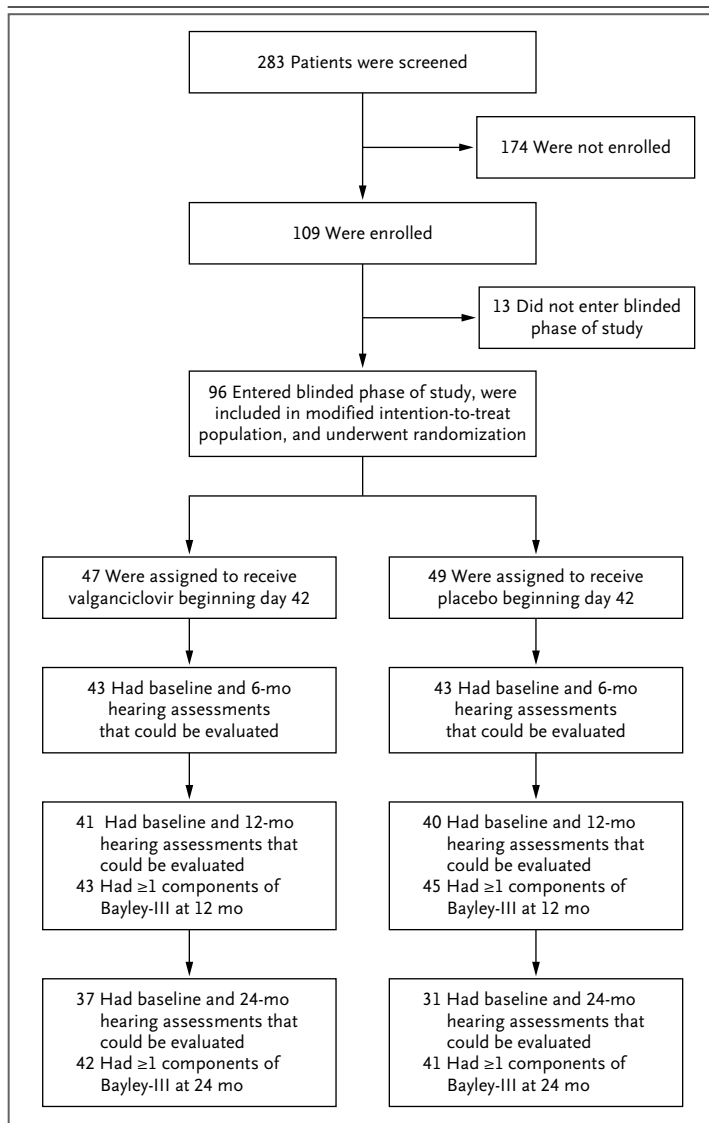 283 Patients were screened
174 Were not enrolled
109 Were enrolled
13 Did not enter blinded
phase of study
96 Entered blinded phase of study, were
included in modified intention-to-treat
population, and underwent randomization
47 Were assigned to receive
valganciclovir beginning day 42
49 Were assigned to receive
placebo beginning day 42
43 Had baseline and 6-mo
hearing assessments
that could be evaluated
43 Had baseline and 6-mo
hearing assessments
that could be evaluated
41 Had baseline and 12-mo
hearing assessments that
could be evaluated
43 Had ≥1 components of
Bayley-III at 12 mo
40 Had baseline and 12-mo
hearing assessments that
could be evaluated
45 Had ≥1 components of
Bayley-III at 12 mo
37 Had baseline and 24-mo
hearing assessments that
could be evaluated
42 Had ≥1 components of
Bayley-III at 24 mo
31 Had baseline and 24-mo
hearing assessments that
could be evaluated
41 Had ≥1 components of
Bayley-III at 24 mo